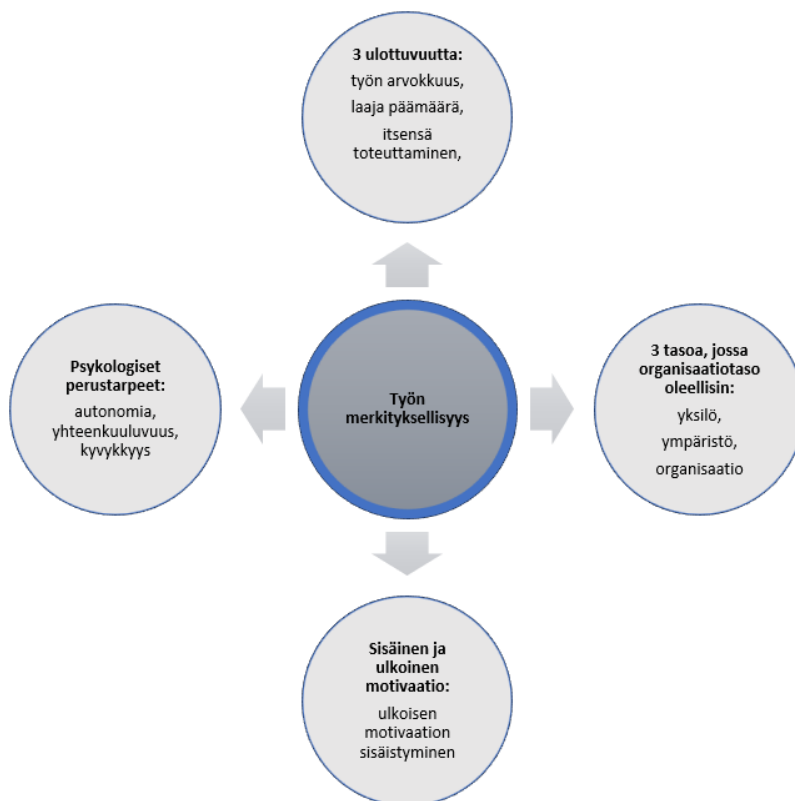 3 ulottuvuutta:
työn arvokkuus,
laaja päämäärä,
itsensä
toteuttaminen,
Psykologiset
perustarpeet:
autonomia,
yhteenkuuluvuus,
kyvykkyys
Työn
merkityksellisyys
3 tasoa, jossa
organisaatiotaso
oleellisin:
yksilö,
ympäristö,
organisaatio
Sisäinen ja
ulkoinen
motivaatio:
ulkoisen
motivaation
sisäistyminen